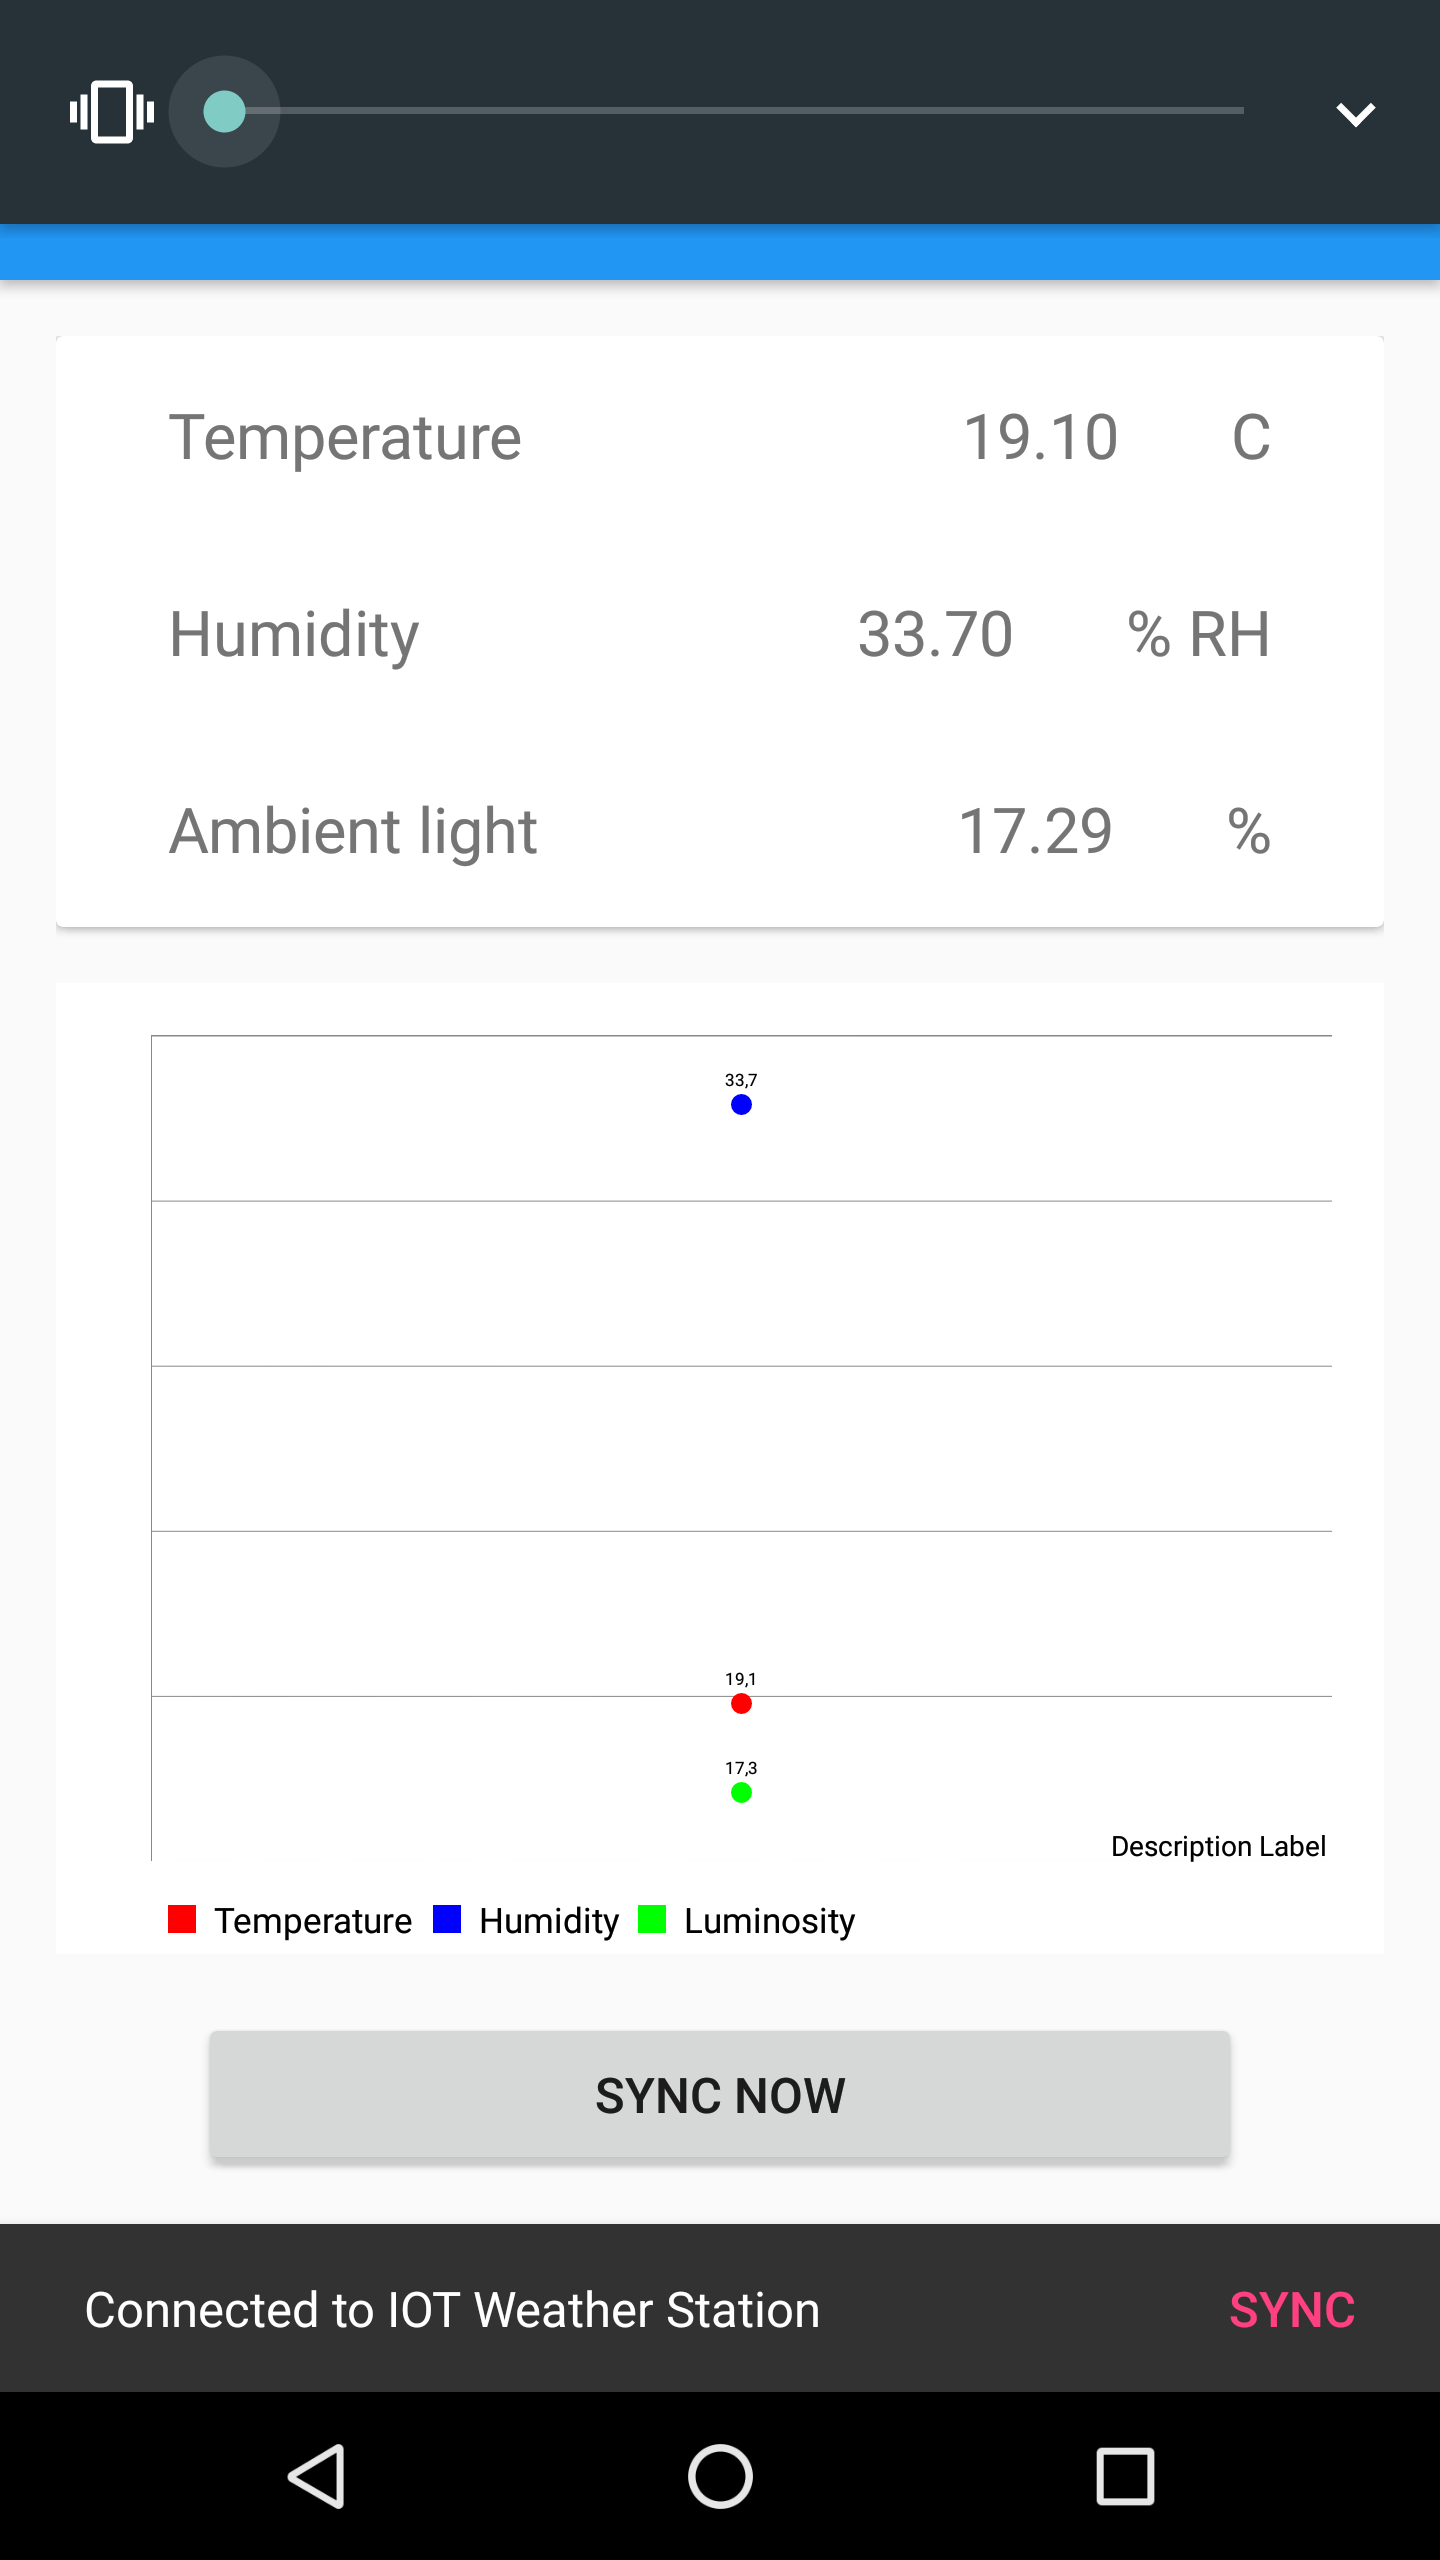 Temperature 19.10 C
Humidity 33.70 % RH
Ambient light 17.29 %
33,7
19,1
17,3
Description Label
Temperature Humidity Luminosity
SYNC NOW
Connected to IOT Weather Station SYNC